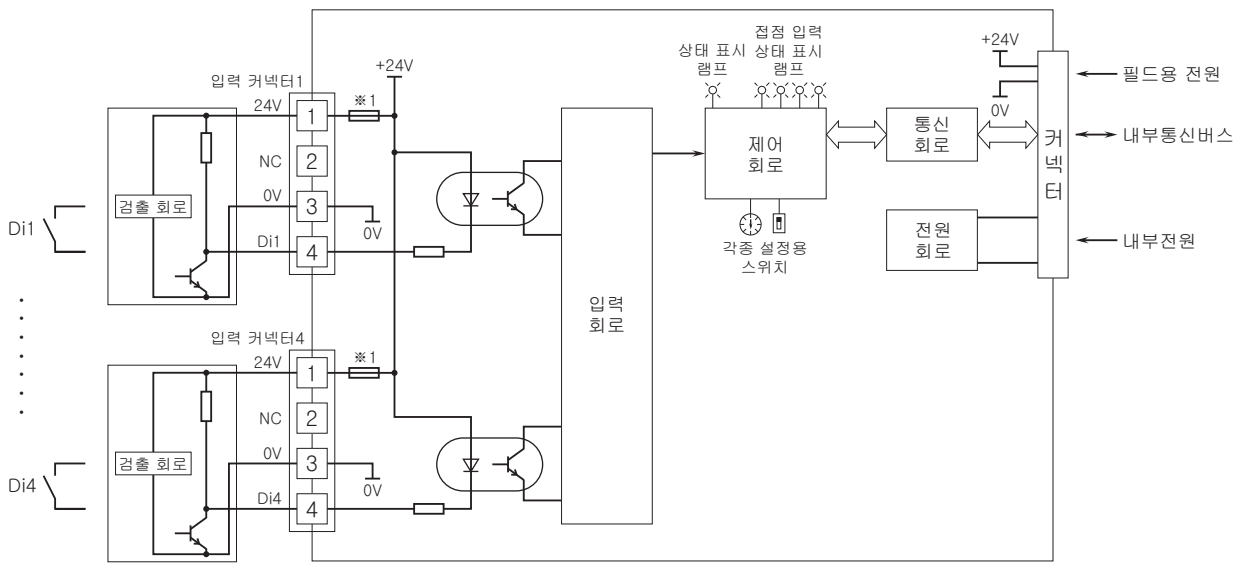 입력 커넥터1
24V
1
※1
+24V
NC
2
0V
3
0V
Di1
4
검출 회로
Di1
입력 커넥터4
24V
1
※1
NC
2
0V
3
0V
Di4
4
검출 회로
Di4
입력
회로
상태 표시
램프
접점 입력
상태 표시
램프
제어
회로
각종 설정용
스위치
통신
회로
전원
회로
+24V
0V
커
넥
터
필드용 전원
내부통신버스
내부전원